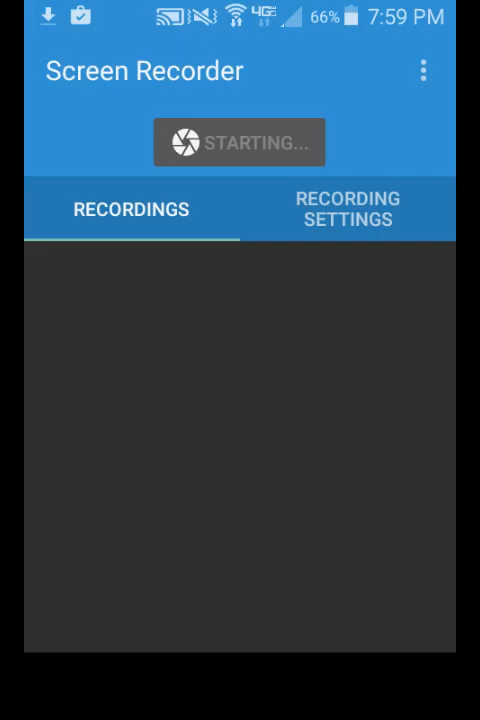 66% 7:59 PM
Screen Recorder
STARTING...
RECORDINGS
RECORDING
SETTINGS